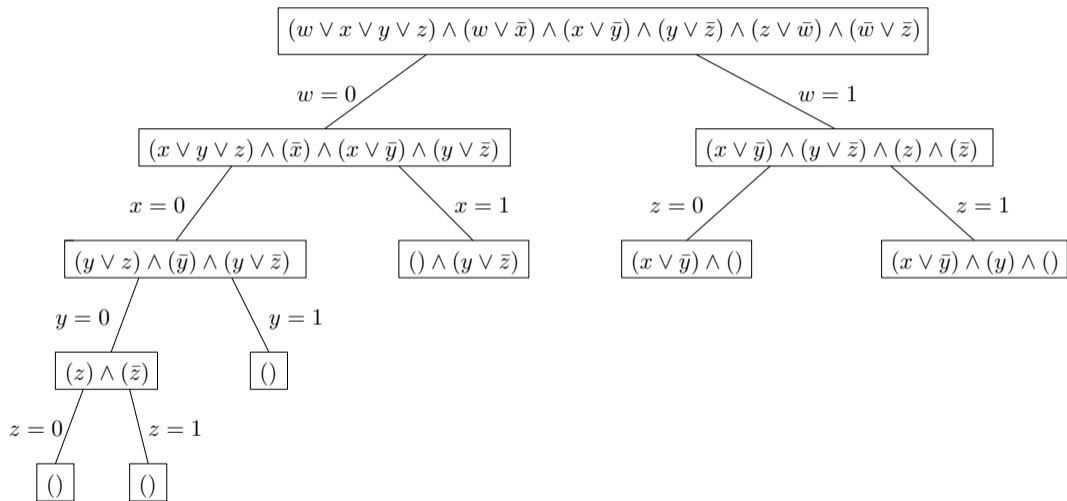 (w ∨ x ∨ y ∨ z) ∧ (w ∨ x̄) ∧ (x ∨ ȳ) ∧ (y ∨ z̄) ∧ (z ∨ w̄) ∧ (w̄ ∨ z̄)
w = 0
w = 1
(x ∨ y ∨ z) ∧ (x̄) ∧ (x ∨ ȳ) ∧ (y ∨ z̄)
(x ∨ ȳ) ∧ (y ∨ z̄) ∧ (z) ∧ (z̄)
x = 0
x = 1
z = 0
z = 1
(y ∨ z) ∧ (ȳ) ∧ (y ∨ z̄)
() ∧ (y ∨ z̄)
(x ∨ ȳ) ∧ ()
(x ∨ ȳ) ∧ (y) ∧ ()
y = 0
y = 1
(z) ∧ (z̄)
()
z = 0
z = 1
()
()